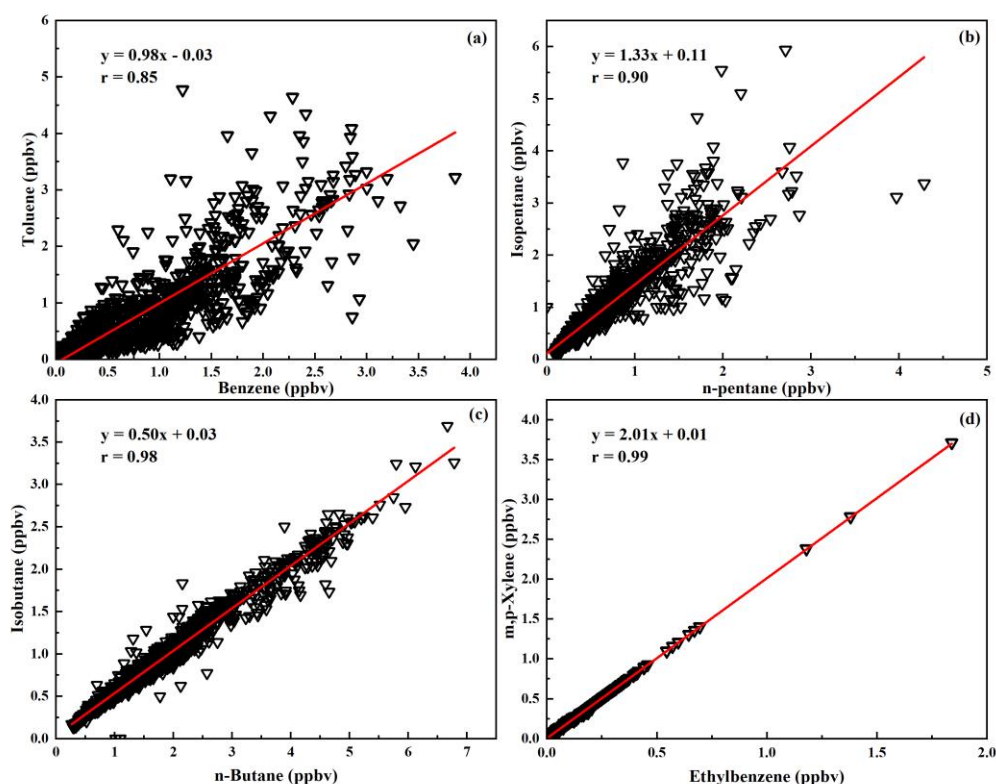 (a)
y = 0.98x - 0.03
r = 0.85
Toluene (ppbv)
6
5
4
3
2
1
0
0.0 0.5 1.0 1.5 2.0 2.5 3.0 3.5 4.0
Benzene (ppbv)
(b)
y = 1.33x + 0.11
r = 0.90
Isopentane (ppbv)
6
5
4
3
2
1
0
0 1 2 3 4 5
n-pentane (ppbv)
(c)
y = 0.50x + 0.03
r = 0.98
Isobutane (ppbv)
4.0
3.5
3.0
2.5
2.0
1.5
1.0
0.5
0.0
0 1 2 3 4 5 6 7
n-Butane (ppbv)
(d)
y = 2.01x + 0.01
r = 0.99
m,p-Xylene (ppbv)
4.0
3.5
3.0
2.5
2.0
1.5
1.0
0.5
0.0
0.0 0.5 1.0 1.5 2.0
Ethylbenzene (ppbv)